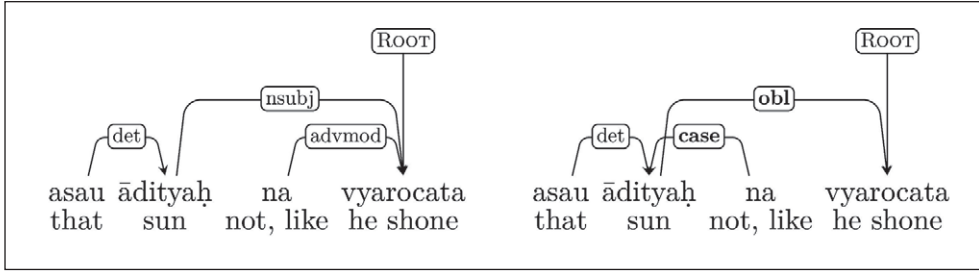 ROOT
nsubj
det
advmod
asau ādityaḥ na vyarocata
that sun not, like he shone
ROOT
obl
det
case
asau ādityaḥ na vyarocata
that sun not, like he shone